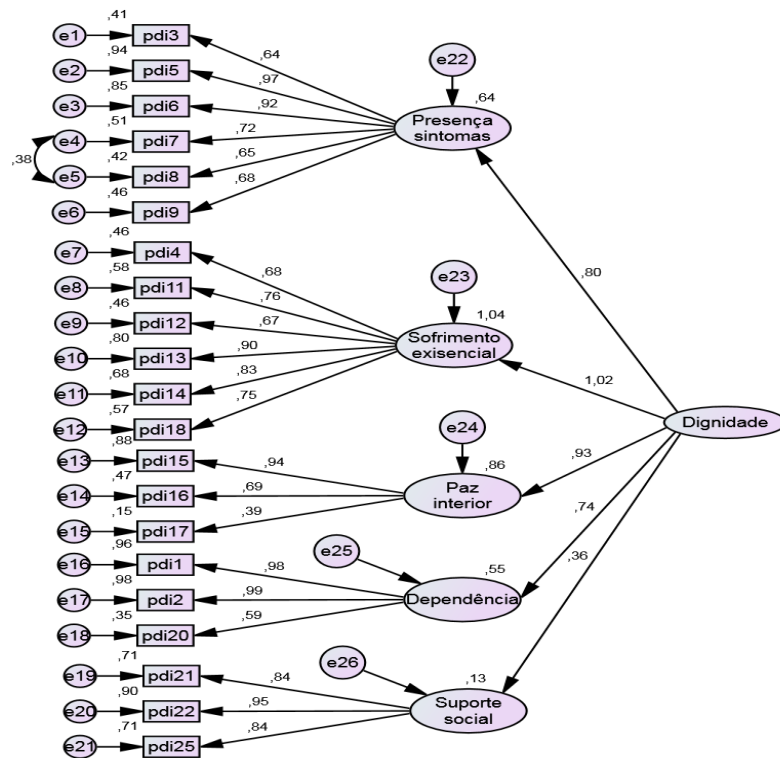 ,41
e1
pdi3
,94
e2
pdi5
,85
e3
pdi6
,51
e4
pdi7
,42
e5
pdi8
,46
e6
pdi9
,38
,64
,97
,92
,72
,65
,68
e22
,64
Presença
sintomas
,80
,46
e7
pdi4
,58
e8
pdi11
,46
e9
pdi12
,80
e10
pdi13
,68
e11
pdi14
,57
e12
pdi18
,68
,76
,67
,90
,83
,75
e23
1,04
Sofrimento
exisencial
1,02
Dignidade
,88
e13
pdi15
,47
e14
pdi16
,15
e15
pdi17
,94
,69
,39
e24
,86
Paz
interior
,93
,96
e16
pdi1
,98
e17
pdi2
,35
e18
pdi20
,98
,99
,59
e25
,55
Dependência
,74
,71
e19
pdi21
,90
e20
pdi22
,71
e21
pdi25
,84
,95
,84
e26
,13
Suporte
social
,36